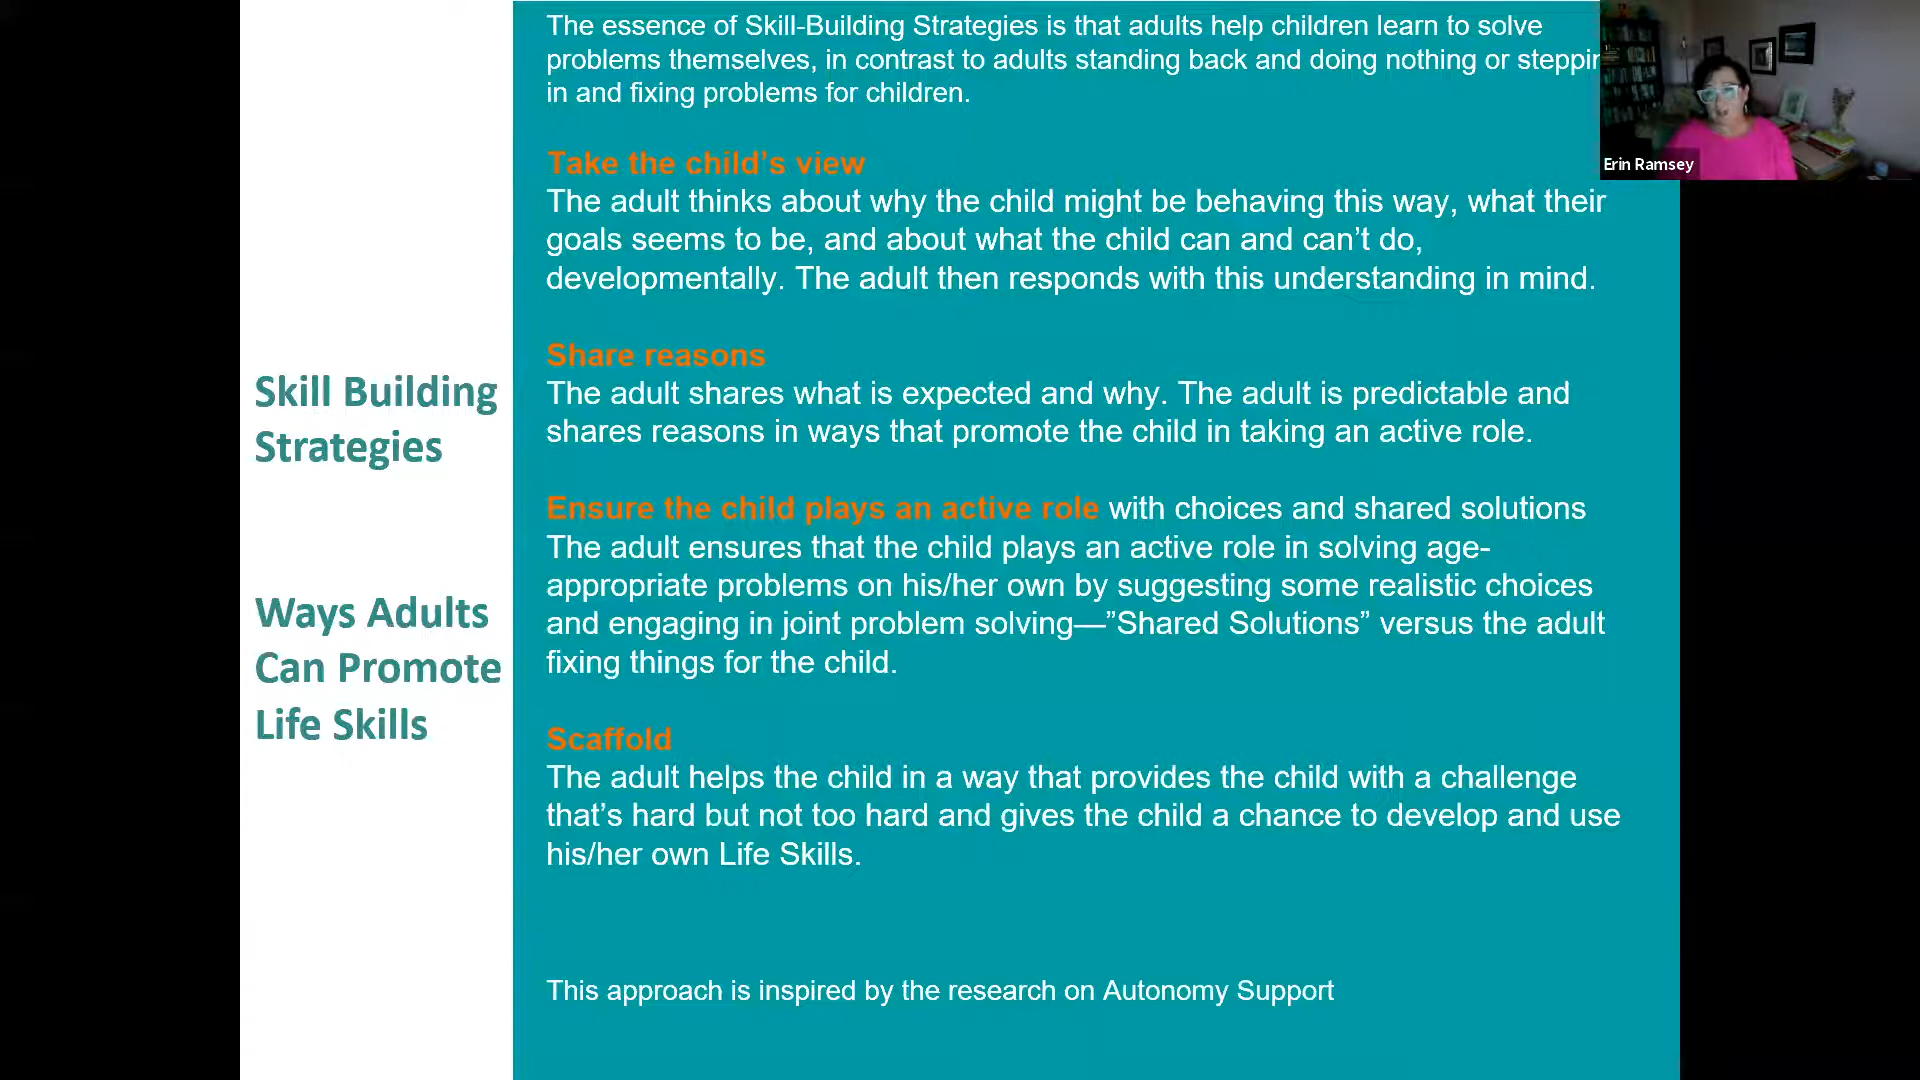 The essence of Skill-Building Strategies is that adults help children learn to solve
problems themselves, in contrast to adults standing back and doing nothing or steppin
in and fixing problems for children.
Erin Ramsey
Take the child's view
The adult thinks about why the child might be behaving this way, what their
goals seems to be, and about what the child can and can't do,
developmentally. The adult then responds with this understanding in mind.
Share reasons
The adult shares what is expected and why. The adult is predictable and
shares reasons in ways that promote the child in taking an active role.
Skill Building
Strategies
Ensure the child plays an active role with choices and shared solutions
The adult ensures that the child plays an active role in solving age-
appropriate problems on his/her own by suggesting some realistic choices
and engaging in joint problem solving—”Shared Solutions” versus the adult
fixing things for the child.
Ways Adults
Can Promote
Life Skills
Scaffold
The adult helps the child in a way that provides the child with a challenge
that's hard but not too hard and gives the child a chance to develop and use
his/her own Life Skills.
This approach is inspired by the research on Autonomy Support